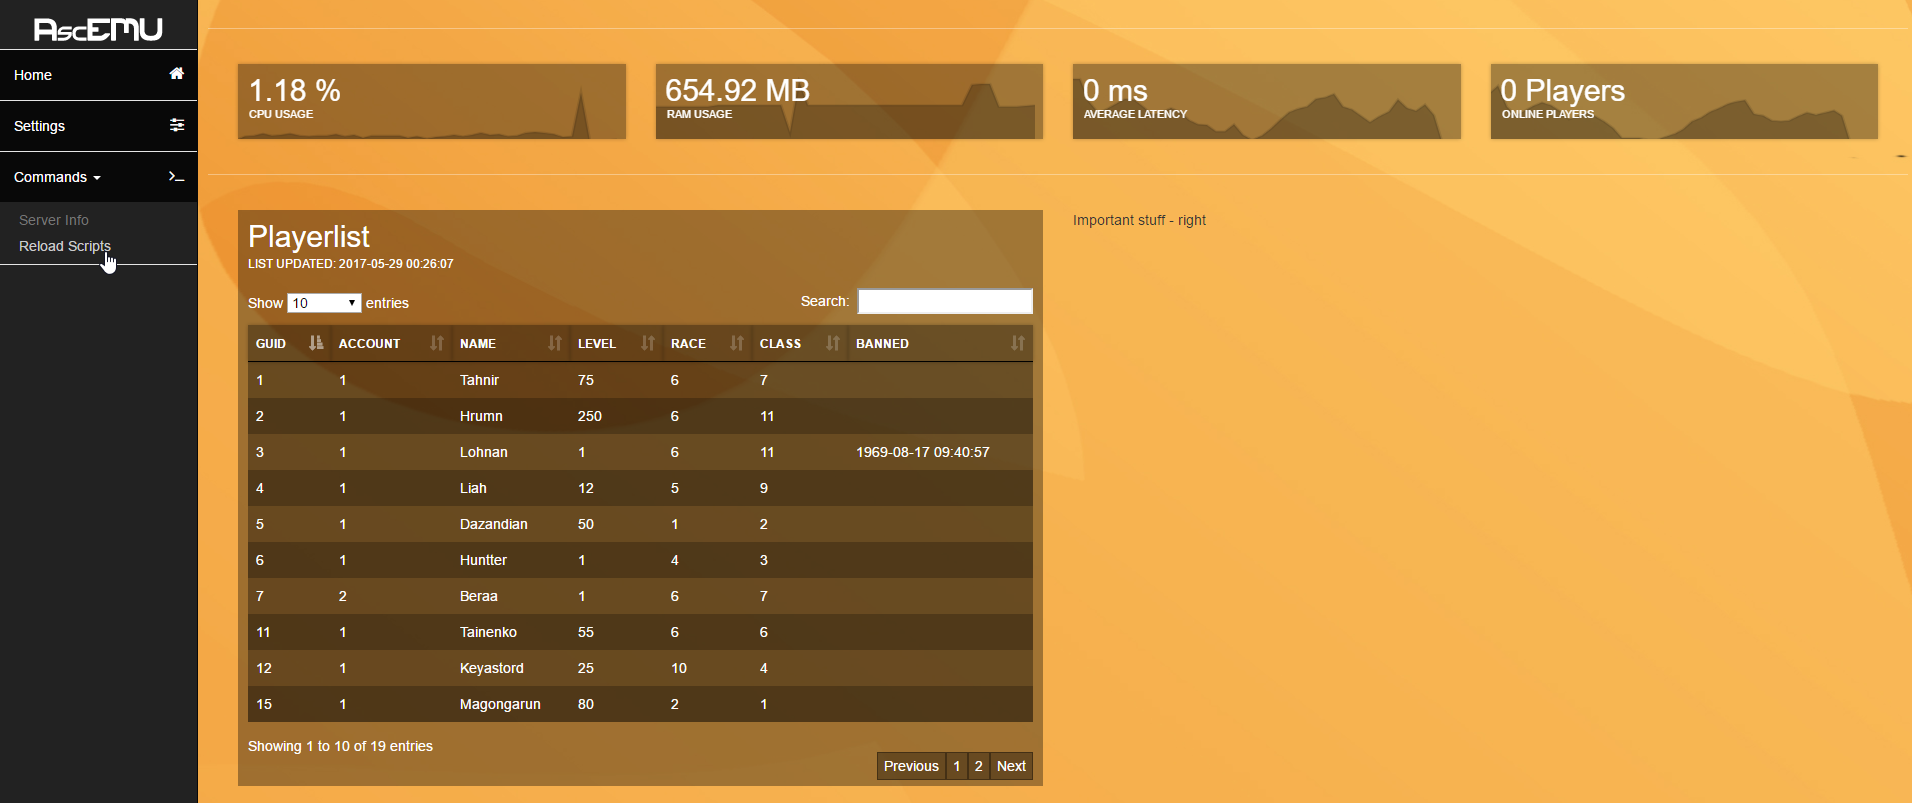 AscEMU
Home
Settings
Commands
Server Info
Reload Scripts
1.18 %
CPU USAGE
654.92 MB
RAM USAGE
0 ms
AVERAGE LATENCY
0 Players
ONLINE PLAYERS
Playerlist
LIST UPDATED: 2017-05-29 00:26:07
Show 10 entries
Search:
GUID ACCOUNT NAME LEVEL RACE CLASS BANNED
1 1 Tahnir 75 6 7
2 1 Hrumn 250 6 11
3 1 Lohnan 1 6 11 1969-08-17 09:40:57
4 1 Liah 12 5 9
5 1 Dazandian 50 1 2
6 1 Huntter 1 4 3
7 2 Beraa 1 6 7
11 1 Tainenko 55 6 6
12 1 Keyastord 25 10 4
15 1 Magongarun 80 2 1
Showing 1 to 10 of 19 entries
Previous 1 2 Next
Important stuff - right